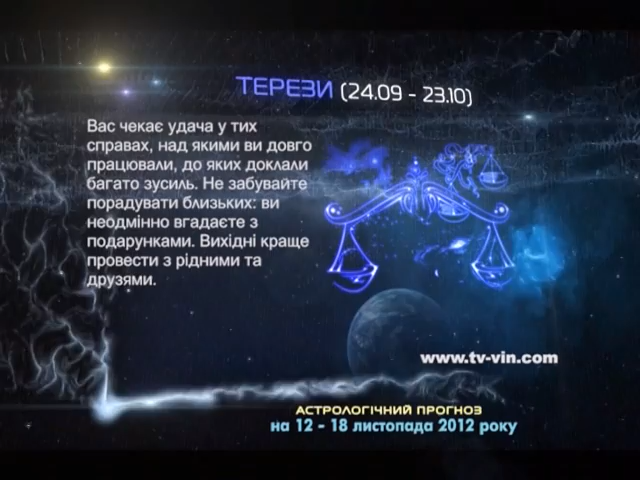 ТЕРЕЗИ (24.09 - 23.10)
Вас чекає удача у тих
справах, над якими ви довго
працювали, до яких доклали
багато зусиль. Не забувайте
порадувати близьких: ви
неодмінно вгадаєте з
подарунками. Вихідні краще
провести з рідними та
друзями.
www.tv-vin.com
АСТРОЛОГІЧНИЙ ПРОГНОЗ
на 12 - 18 листопада 2012 року